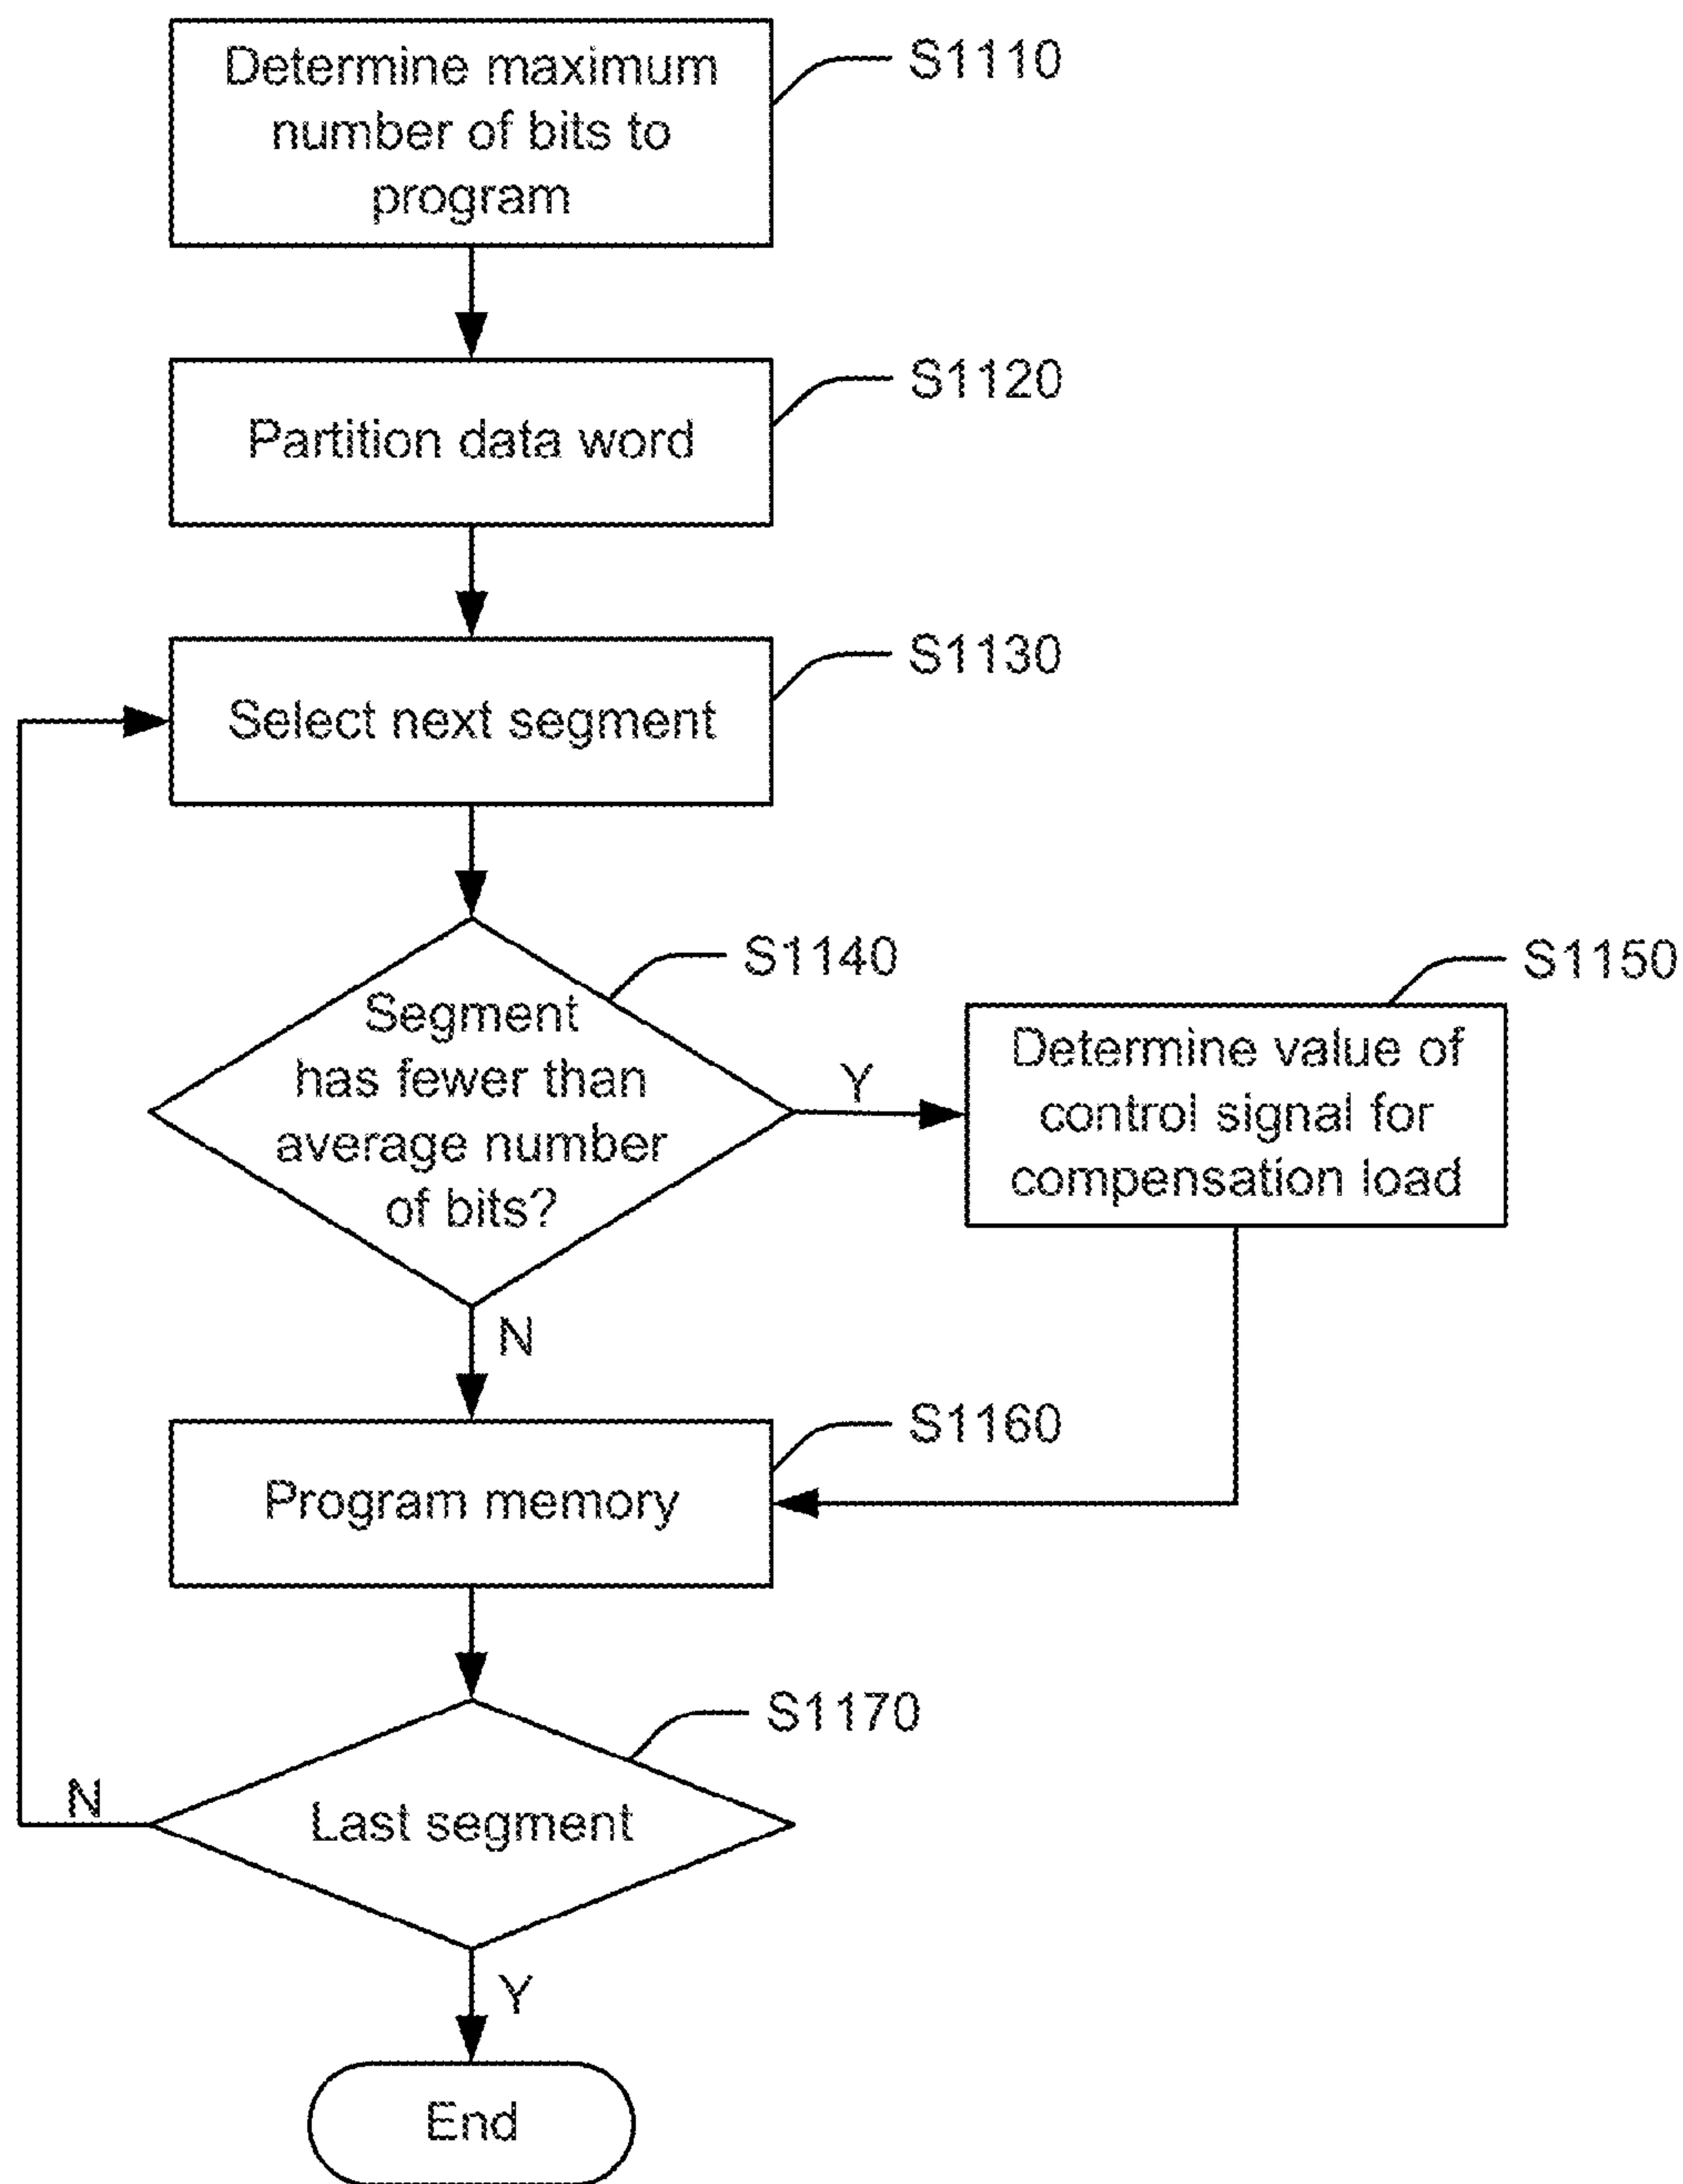 Determine maximum
number of bits to
program
S1110
Partition data word
S1120
Select next segment
S1130
Segment
has fewer than
average number
of bits?
S1140
Y
Determine value of
control signal for
compensation load
S1150
N
Program memory
S1160
Last segment
S1170
N
Y
End